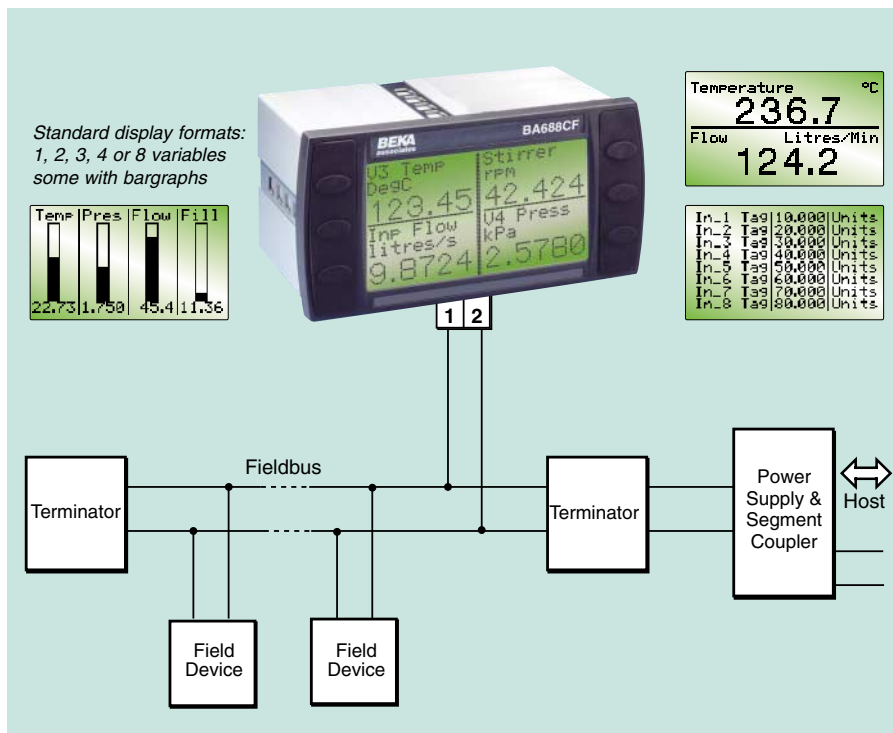 Standard display formats:
1, 2, 3, 4 or 8 variables
some with bargraphs
Temp Pres Flow Fill
22.73 1.750 45.4 11.36
BEKA
associates
BA688CF
V3 Temp
DegC
123.45
Stirrer
rpm
42.424
Inp Flow
litres/s
9.8724
V4 Press
kPa
2.5780
1 2
Temperature °C
236.7
Flow Litres/Min
124.2
In_1 Tag|10.000|Units
In_2 Tag|20.000|Units
In_3 Tag|30.000|Units
In_4 Tag|40.000|Units
In_5 Tag|50.000|Units
In_6 Tag|60.000|Units
In_7 Tag|70.000|Units
In_8 Tag|80.000|Units
Fieldbus
Terminator
Terminator
Power
Supply &
Segment
Coupler
Host
Field
Device
Field
Device